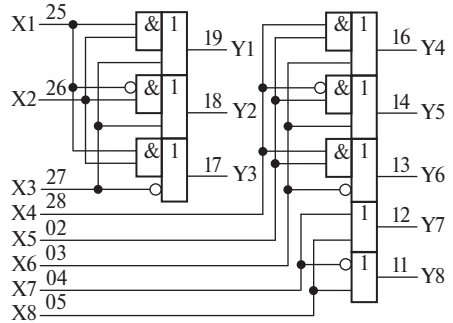 X1 25 & 1 19 Y1
X2 26 & 1 18 Y2
& 1 17 Y3
X3 27
X4 28
X5 02
X6 03
X7 04
X8 05
& 1 16 Y4
& 1 14 Y5
& 1 13 Y6
1 12 Y7
1 11 Y8